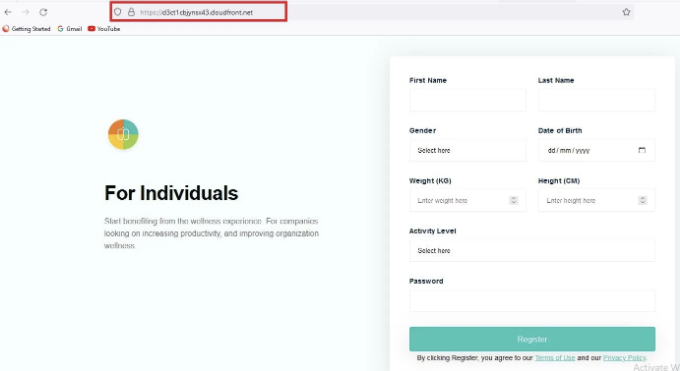 https://d3ct1cbjynsx43.cloudfront.net
Getting Started Gmail YouTube
First Name Last Name
Gender Date of Birth
Select here dd/mm/yyyy
For Individuals
Weight (KG) Height (CM)
Enter weight here Enter height here
Start benefiting from the wellness experience. For companies
looking on increasing productivity, and improving organization
wellness.
Activity Level
Select here
Password
Register
By clicking Register, you agree to our Terms of Use and our Privacy Policy.
Activate W